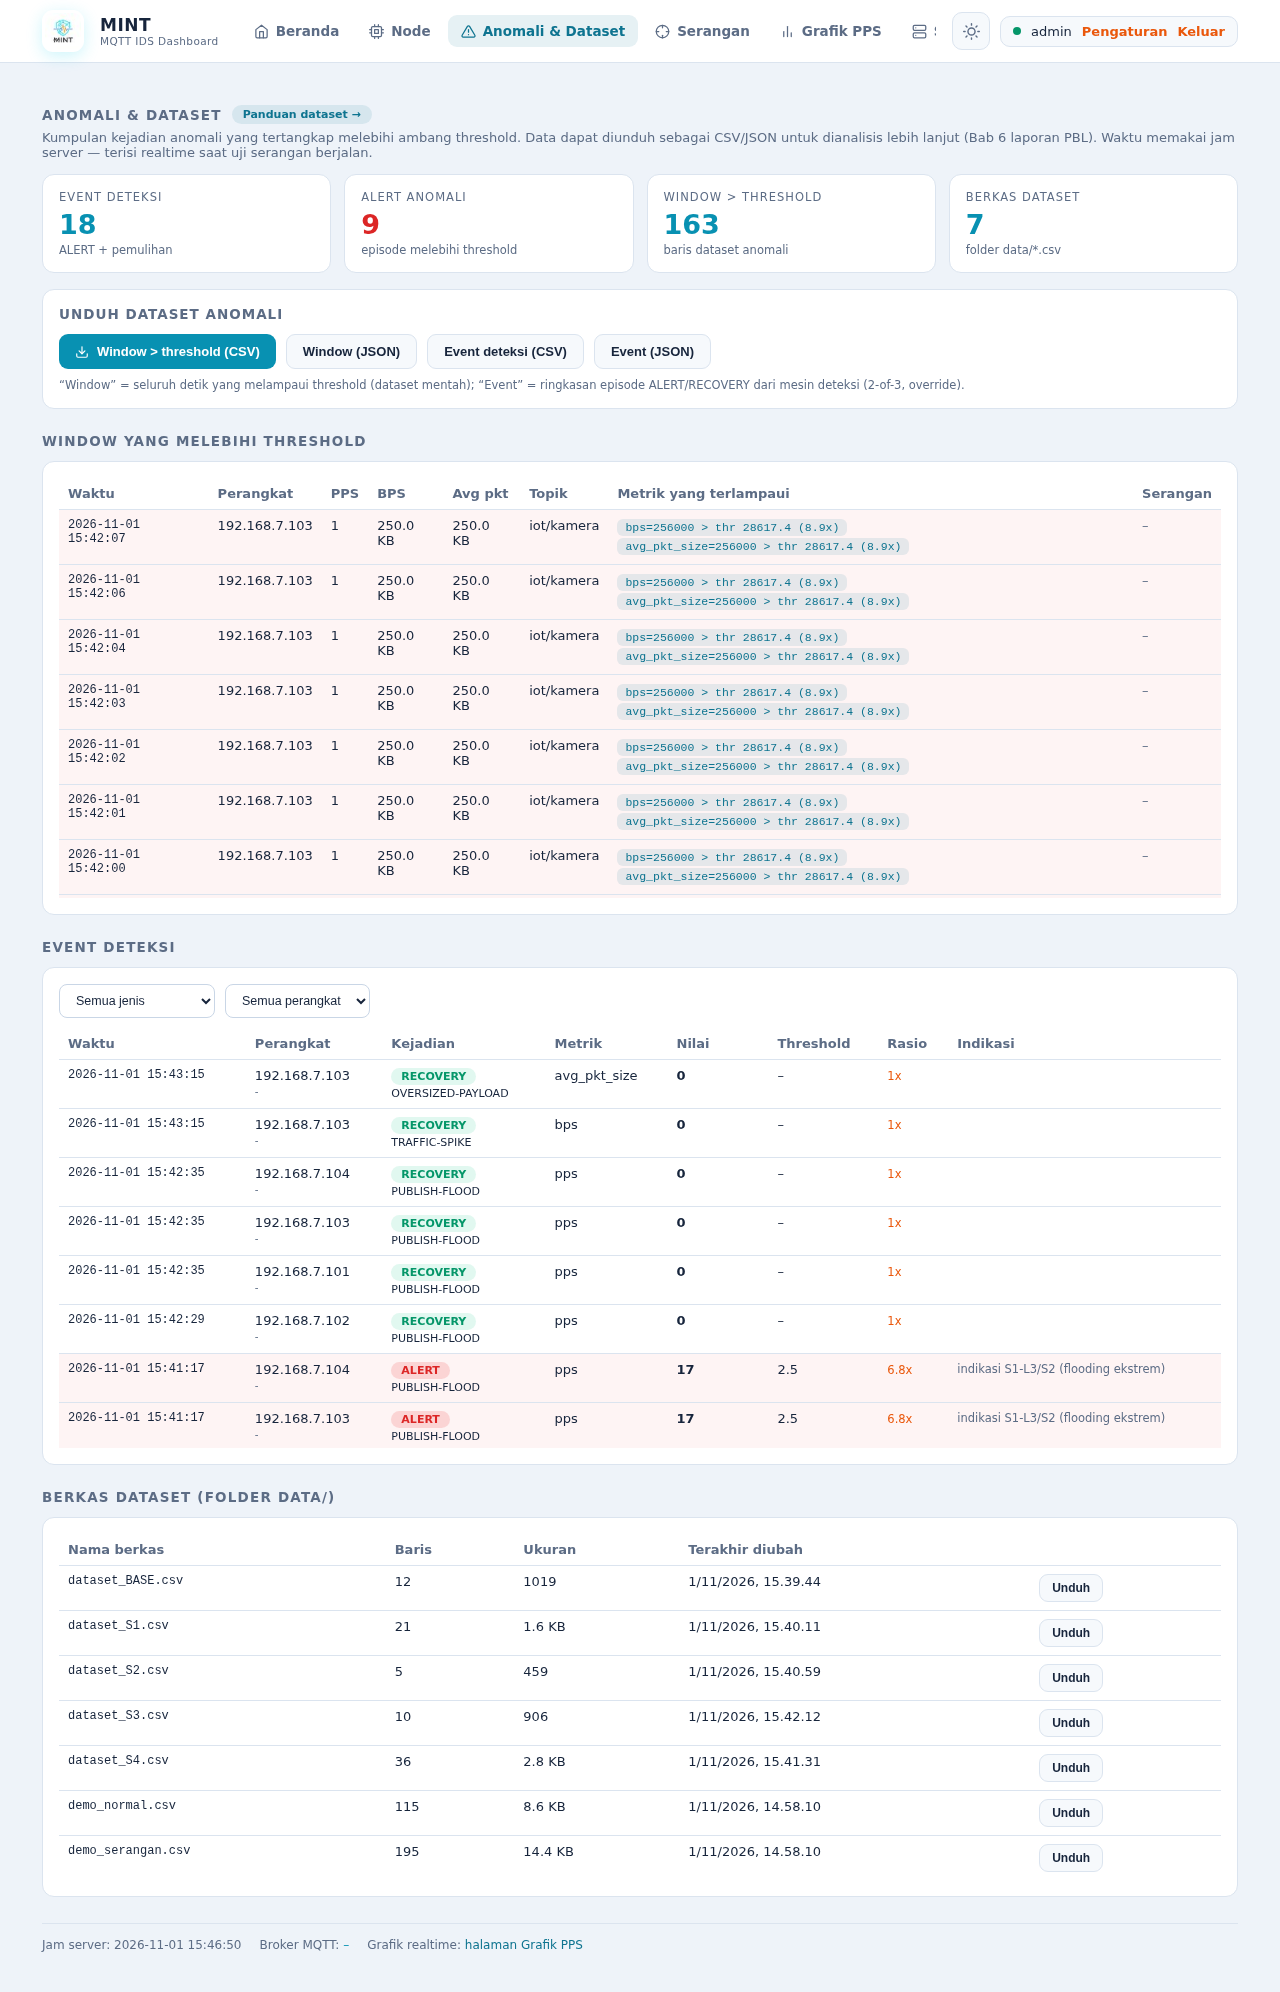 MINT
MQTT IDS Dashboard
Beranda
Node
Anomali & Dataset
Serangan
Grafik PPS
admin
Pengaturan
Keluar
ANOMALI & DATASET
Panduan dataset →
Kumpulan kejadian anomali yang tertangkap melebihi ambang threshold. Data dapat diunduh sebagai CSV/JSON untuk dianalisis lebih lanjut (Bab 6 laporan PBL). Waktu memakai jam
server — terisi realtime saat uji serangan berjalan.
EVENT DETEKSI
18
ALERT + pemulihan
ALERT ANOMALI
9
episode melebihi threshold
WINDOW > THRESHOLD
163
baris dataset anomali
BERKAS DATASET
7
folder data/*.csv
UNDUH DATASET ANOMALI
Window > threshold (CSV)
Window (JSON)
Event deteksi (CSV)
Event (JSON)
“Window” = seluruh detik yang melampaui threshold (dataset mentah); “Event” = ringkasan episode ALERT/RECOVERY dari mesin deteksi (2-of-3, override).
WINDOW YANG MELEBIHI THRESHOLD
Waktu Perangkat PPS BPS Avg pkt Topik Metrik yang terlampaui Serangan
2026-11-01 192.168.7.103 1 250.0 250.0 iot/kamera bps=256000 > thr 28617.4 (8.9x) –
15:42:07 KB KB avg_pkt_size=256000 > thr 28617.4 (8.9x)
2026-11-01 192.168.7.103 1 250.0 250.0 iot/kamera bps=256000 > thr 28617.4 (8.9x) –
15:42:06 KB KB avg_pkt_size=256000 > thr 28617.4 (8.9x)
2026-11-01 192.168.7.103 1 250.0 250.0 iot/kamera bps=256000 > thr 28617.4 (8.9x) –
15:42:04 KB KB avg_pkt_size=256000 > thr 28617.4 (8.9x)
2026-11-01 192.168.7.103 1 250.0 250.0 iot/kamera bps=256000 > thr 28617.4 (8.9x) –
15:42:03 KB KB avg_pkt_size=256000 > thr 28617.4 (8.9x)
2026-11-01 192.168.7.103 1 250.0 250.0 iot/kamera bps=256000 > thr 28617.4 (8.9x) –
15:42:02 KB KB avg_pkt_size=256000 > thr 28617.4 (8.9x)
2026-11-01 192.168.7.103 1 250.0 250.0 iot/kamera bps=256000 > thr 28617.4 (8.9x) –
15:42:01 KB KB avg_pkt_size=256000 > thr 28617.4 (8.9x)
2026-11-01 192.168.7.103 1 250.0 250.0 iot/kamera bps=256000 > thr 28617.4 (8.9x) –
15:42:00 KB KB avg_pkt_size=256000 > thr 28617.4 (8.9x)
EVENT DETEKSI
Semua jenis
Semua perangkat
Waktu Perangkat Kejadian Metrik Nilai Threshold Rasio Indikasi
2026-11-01 15:43:15 192.168.7.103 RECOVERY avg_pkt_size 0 – 1x
- OVERSIZED-PAYLOAD
2026-11-01 15:43:15 192.168.7.103 RECOVERY bps 0 – 1x
- TRAFFIC-SPIKE
2026-11-01 15:42:35 192.168.7.104 RECOVERY pps 0 – 1x
- PUBLISH-FLOOD
2026-11-01 15:42:35 192.168.7.103 RECOVERY pps 0 – 1x
- PUBLISH-FLOOD
2026-11-01 15:42:35 192.168.7.101 RECOVERY pps 0 – 1x
- PUBLISH-FLOOD
2026-11-01 15:42:29 192.168.7.102 RECOVERY pps 0 – 1x
- PUBLISH-FLOOD
2026-11-01 15:41:17 192.168.7.104 ALERT pps 17 2.5 6.8x indikasi S1-L3/S2 (flooding ekstrem)
- PUBLISH-FLOOD
2026-11-01 15:41:17 192.168.7.103 ALERT pps 17 2.5 6.8x indikasi S1-L3/S2 (flooding ekstrem)
- PUBLISH-FLOOD
BERKAS DATASET (FOLDER DATA/)
Nama berkas Baris Ukuran Terakhir diubah
dataset_BASE.csv 12 1019 1/11/2026, 15.39.44 Unduh
dataset_S1.csv 21 1.6 KB 1/11/2026, 15.40.11 Unduh
dataset_S2.csv 5 459 1/11/2026, 15.40.59 Unduh
dataset_S3.csv 10 906 1/11/2026, 15.42.12 Unduh
dataset_S4.csv 36 2.8 KB 1/11/2026, 15.41.31 Unduh
demo_normal.csv 115 8.6 KB 1/11/2026, 14.58.10 Unduh
demo_serangan.csv 195 14.4 KB 1/11/2026, 14.58.10 Unduh
Jam server: 2026-11-01 15:46:50 Broker MQTT: – Grafik realtime: halaman Grafik PPS